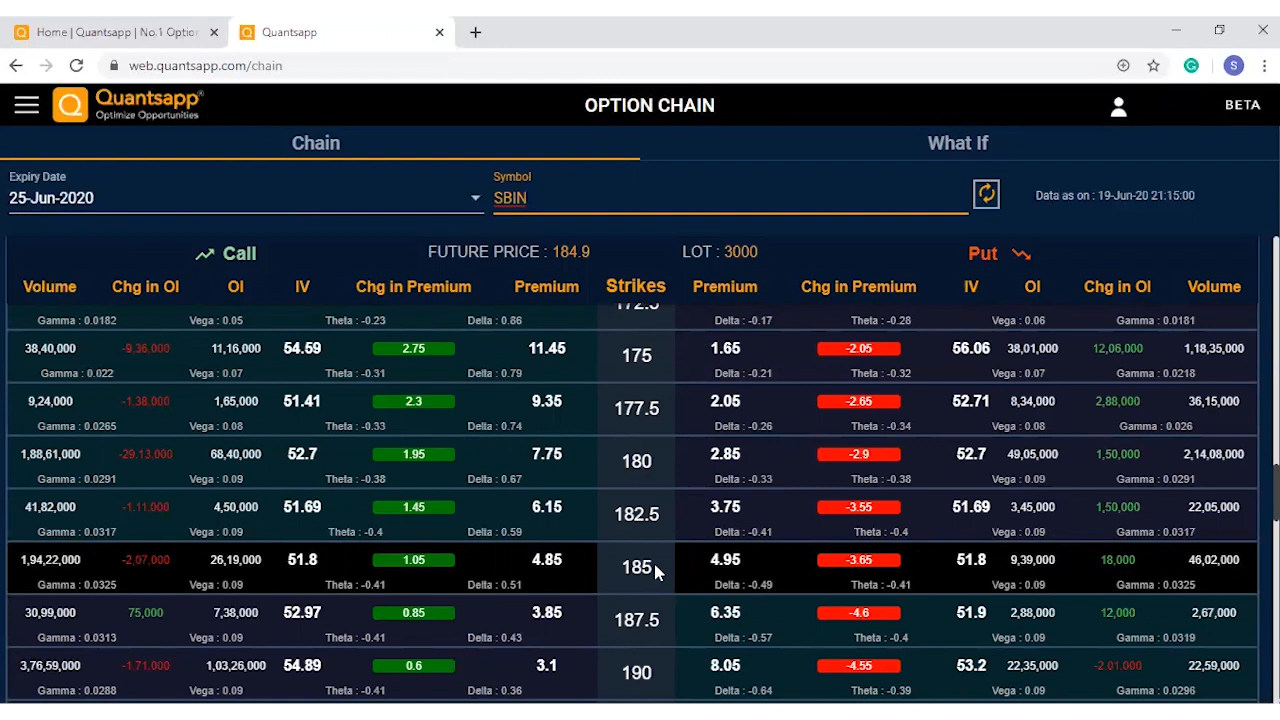 Home | Quantsapp | No.1 Option
Quantsapp
web.quantsapp.com/chain
S
Quantsapp®
Optimize Opportunities
OPTION CHAIN
BETA
Chain What If
Expiry Date
25-Jun-2020
Symbol
SBIN
Data as on : 19-Jun-20 21:15:00
Call FUTURE PRICE : 184.9 LOT : 3000 Put
Volume Chg in OI OI IV Chg in Premium Premium Strikes Premium Chg in Premium IV OI Chg in OI Volume
172.5
Gamma : 0.0182 Vega : 0.05 Theta : -0.23 Delta : 0.86 Delta : -0.17 Theta : -0.28 Vega : 0.06 Gamma : 0.0181
38,40,000 -9,36,000 11,16,000 54.59 2.75 11.45 175 1.65 -2.05 56.06 38,01,000 12,06,000 1,18,35,000
Gamma : 0.022 Vega : 0.07 Theta : -0.31 Delta : 0.79 Delta : -0.21 Theta : -0.32 Vega : 0.07 Gamma : 0.0218
9,24,000 -1,38,000 1,65,000 51.41 2.3 9.35 177.5 2.05 -2.65 52.71 8,34,000 2,88,000 36,15,000
Gamma : 0.0265 Vega : 0.08 Theta : -0.33 Delta : 0.74 Delta : -0.26 Theta : -0.34 Vega : 0.08 Gamma : 0.026
1,88,61,000 -29,13,000 68,40,000 52.7 1.95 7.75 180 2.85 -2.9 52.7 49,05,000 1,50,000 2,14,08,000
Gamma : 0.0291 Vega : 0.09 Theta : -0.38 Delta : 0.67 Delta : -0.33 Theta : -0.38 Vega : 0.09 Gamma : 0.0291
41,82,000 -1,11,000 4,50,000 51.69 1.45 6.15 182.5 3.75 -3.55 51.69 3,45,000 1,50,000 22,05,000
Gamma : 0.0317 Vega : 0.09 Theta : -0.4 Delta : 0.59 Delta : -0.41 Theta : -0.4 Vega : 0.09 Gamma : 0.0317
1,94,22,000 -2,07,000 26,19,000 51.8 1.05 4.85 185 4.95 -3.65 51.8 9,39,000 18,000 46,02,000
Gamma : 0.0325 Vega : 0.09 Theta : -0.41 Delta : 0.51 Delta : -0.49 Theta : -0.41 Vega : 0.09 Gamma : 0.0325
30,99,000 75,000 7,38,000 52.97 0.85 3.85 187.5 6.35 -4.6 51.9 2,88,000 12,000 2,67,000
Gamma : 0.0313 Vega : 0.09 Theta : -0.41 Delta : 0.43 Delta : -0.57 Theta : -0.4 Vega : 0.09 Gamma : 0.0319
3,76,59,000 -1,71,000 1,03,26,000 54.89 0.6 3.1 190 8.05 -4.55 53.2 22,35,000 -2,01,000 22,59,000
Gamma : 0.0288 Vega : 0.09 Theta : -0.41 Delta : 0.36 Delta : -0.64 Theta : -0.39 Vega : 0.09 Gamma : 0.0296